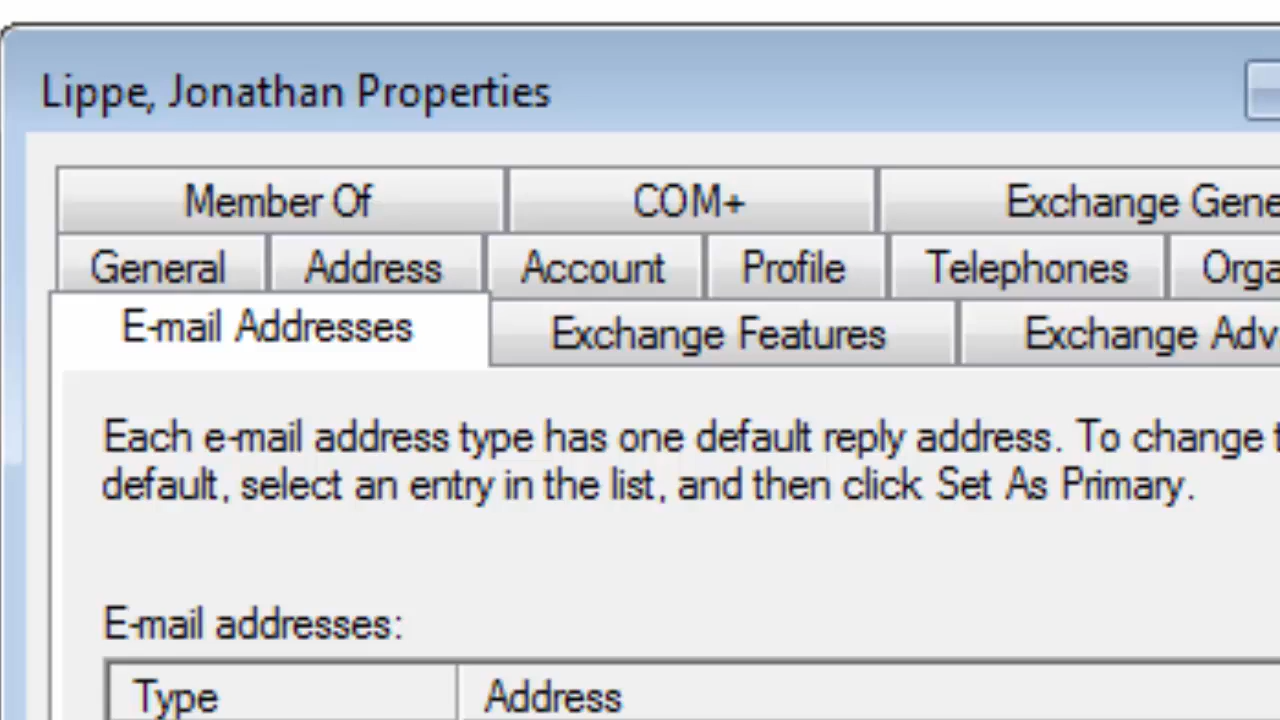 Lippe, Jonathan Properties
Member Of COM+ Exchange
General Address Account Profile Telephones
E-mail Addresses Exchange Features Exchange
Each e-mail address type has one default reply address. To change
default, select an entry in the list, and then click Set As Primary.
E-mail addresses:
Type Address